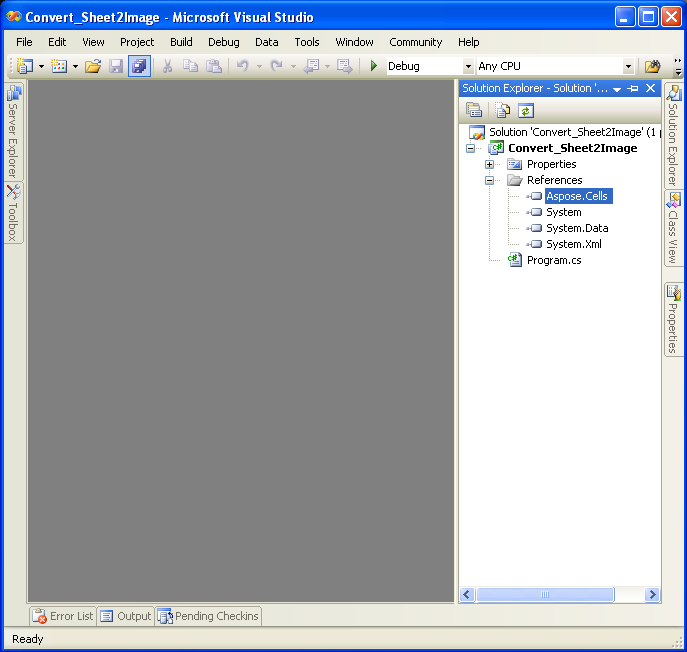 Convert_Sheet2Image - Microsoft Visual Studio
File Edit View Project Build Debug Data Tools Window Community Help
Debug Any CPU
Server Explorer
Toolbox
Solution Explorer - Solution '...
Solution 'Convert_Sheet2Image' (1
Convert_Sheet2Image
Properties
References
Aspose.Cells
System
System.Data
System.Xml
Program.cs
Solution Explorer
Class View
Properties
Error List Output Pending Checkins
Ready